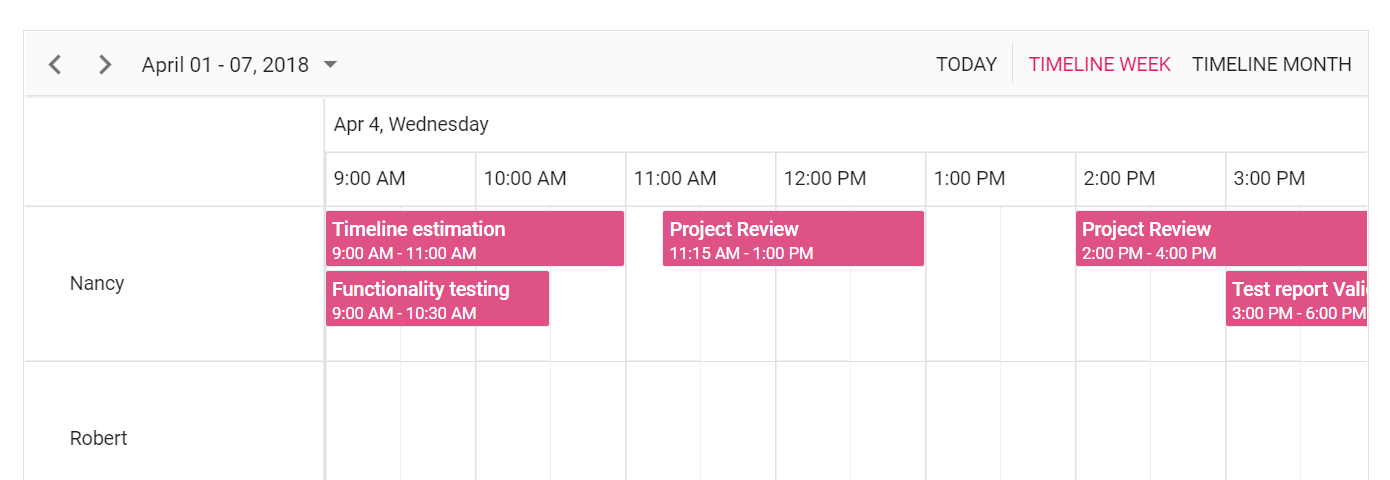 April 01 - 07, 2018 TODAY TIMELINE WEEK TIMELINE MONTH
Apr 4, Wednesday
9:00 AM 10:00 AM 11:00 AM 12:00 PM 1:00 PM 2:00 PM 3:00 PM
Nancy
Timeline estimation
9:00 AM - 11:00 AM
Project Review
11:15 AM - 1:00 PM
Project Review
2:00 PM - 4:00 PM
Functionality testing
9:00 AM - 10:30 AM
Test report Vali
3:00 PM - 6:00 PM
Robert